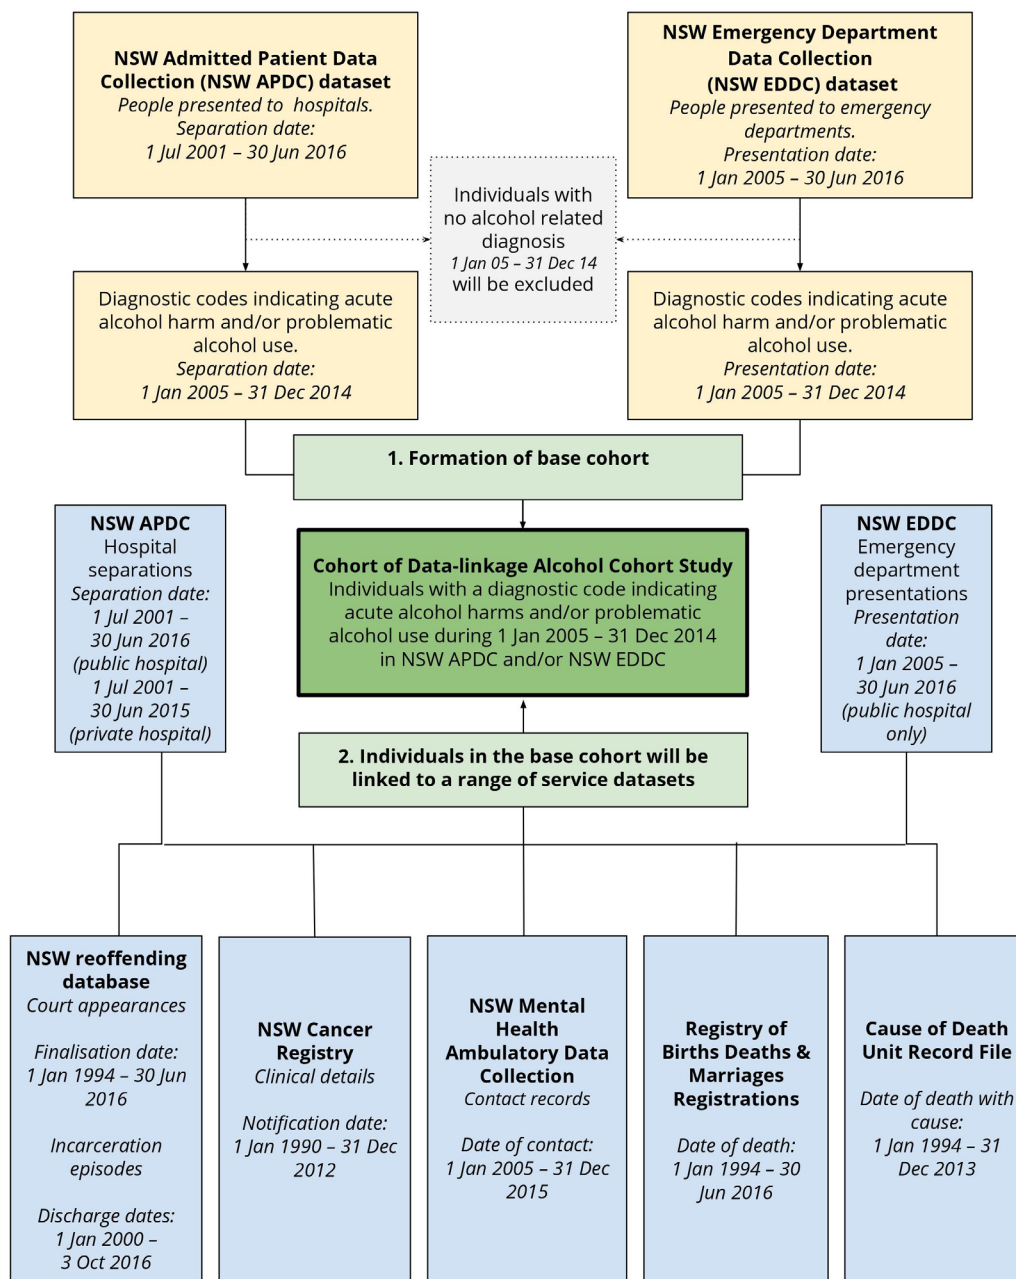 NSW Admitted Patient Data
Collection (NSW APDC) dataset
People presented to  hospitals.
Separation date:
1 Jul 2001 – 30 Jun 2016
NSW Emergency Department
Data Collection
(NSW EDDC) dataset
People presented to emergency
departments.
Presentation date:
1 Jan 2005 – 30 Jun 2016
Individuals with
no alcohol related
diagnosis
1 Jan 05 – 31 Dec 14
will be excluded
Diagnostic codes indicating acute
alcohol harm and/or problematic
alcohol use.
Separation date:
1 Jan 2005 – 31 Dec 2014
Diagnostic codes indicating acute
alcohol harm and/or problematic
alcohol use.
Presentation date:
1 Jan 2005 – 31 Dec 2014
1. Formation of base cohort
NSW APDC
Hospital
separations
Separation date:
1 Jul 2001 –
30 Jun 2016
(public hospital)
1 Jul 2001 –
30 Jun 2015
(private hospital)
Cohort of Data-linkage Alcohol Cohort Study
Individuals with a diagnostic code indicating
acute alcohol harms and/or problematic
alcohol use during 1 Jan 2005 – 31 Dec 2014
in NSW APDC and/or NSW EDDC
NSW EDDC
Emergency
department
presentations
Presentation
date:
1 Jan 2005 –
30 Jun 2016
(public hospital
only)
2. Individuals in the base cohort will be
linked to a range of service datasets
NSW reoffending
database
Court appearances
Finalisation date:
1 Jan 1994 – 30 Jun
2016
Incarceration
episodes
Discharge dates:
1 Jan 2000 –
3 Oct 2016
NSW Cancer
Registry
Clinical details
Notification date:
1 Jan 1990 – 31 Dec
2012
NSW Mental
Health
Ambulatory Data
Collection
Contact records
Date of contact:
1 Jan 2005 – 31 Dec
2015
Registry of
Births Deaths &
Marriages
Registrations
Date of death:
1 Jan 1994 – 30
Jun 2016
Cause of Death
Unit Record File
Date of death with
cause:
1 Jan 1994 – 31
Dec 2013